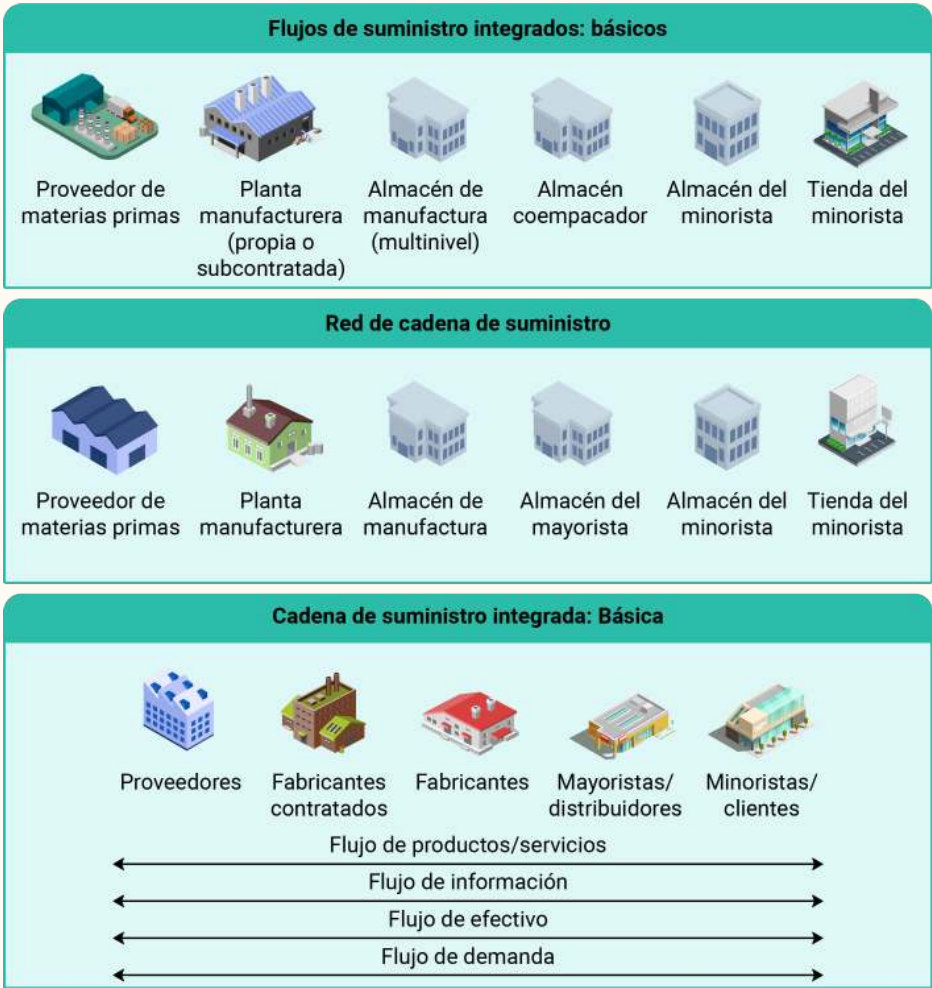 Flujos de suministro integrados: básicos
Proveedor de
materias primas
Planta
manufacturera
(propia o
subcontratada)
Almacén de
manufactura
(multinivel)
Almacén
coempacador
Almacén del
minorista
Tienda del
minorista
Red de cadena de suministro
Proveedor de
materias primas
Planta
manufacturera
Almacén de
manufactura
Almacén del
mayorista
Almacén del
minorista
Tienda del
minorista
Cadena de suministro integrada: Básica
Proveedores
Fabricantes
contratados
Fabricantes
Mayoristas/
distribuidores
Minoristas/
clientes
Flujo de productos/servicios
Flujo de información
Flujo de efectivo
Flujo de demanda